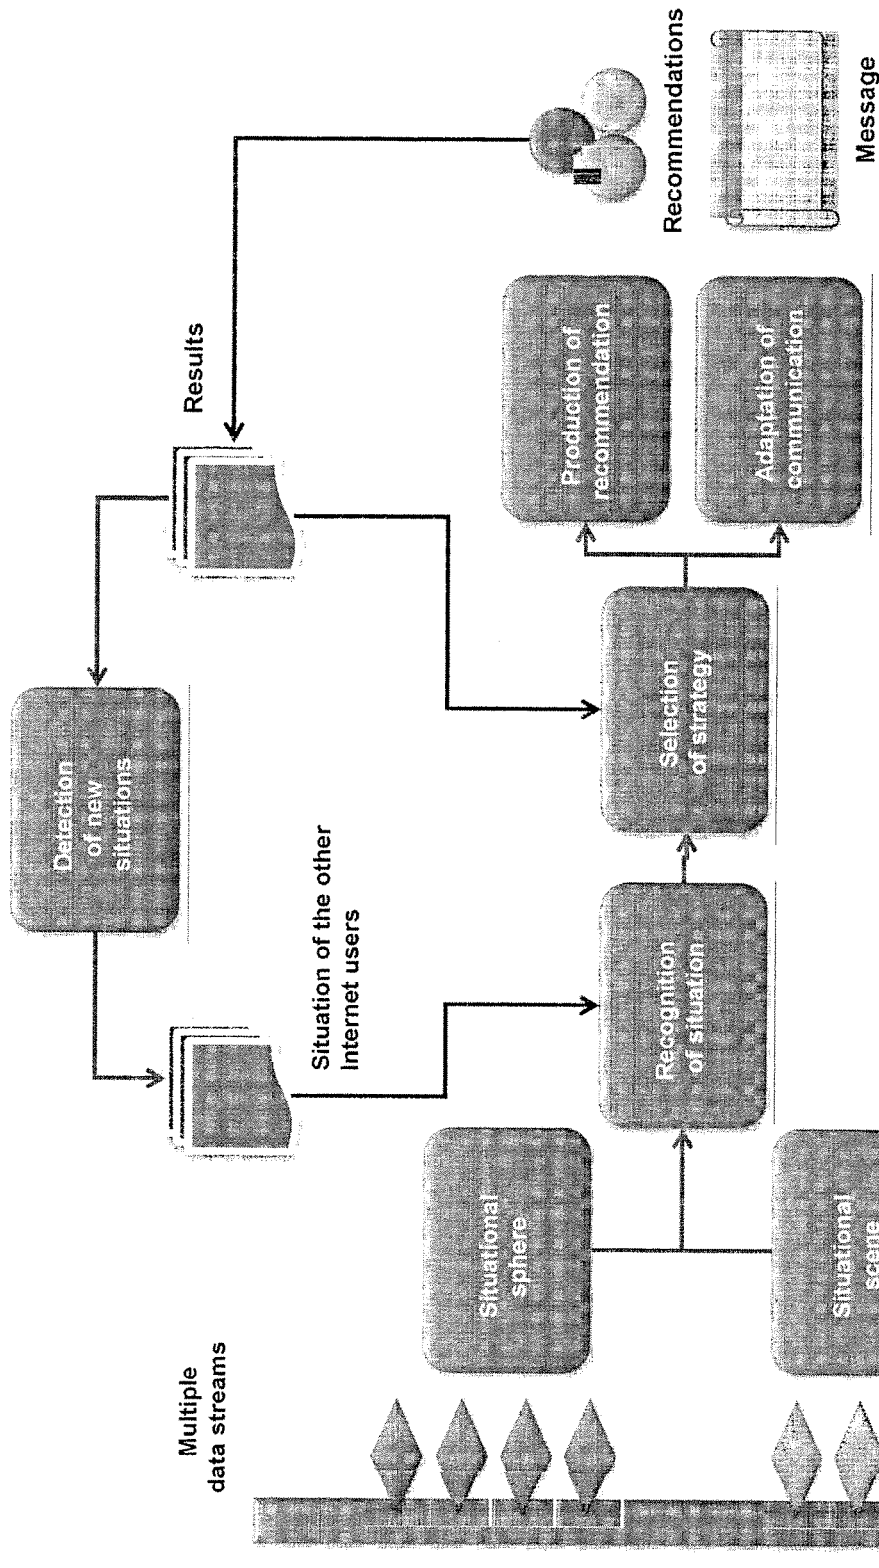 Multiple
data streams
Situational
sphere
Situational
scene
Situation of the other
Internet users
Recognition
of situation
Detection
of new
situations
Selection
of strategy
Results
Production of
recommendation
Adaptation of
communication
Recommendations
Message